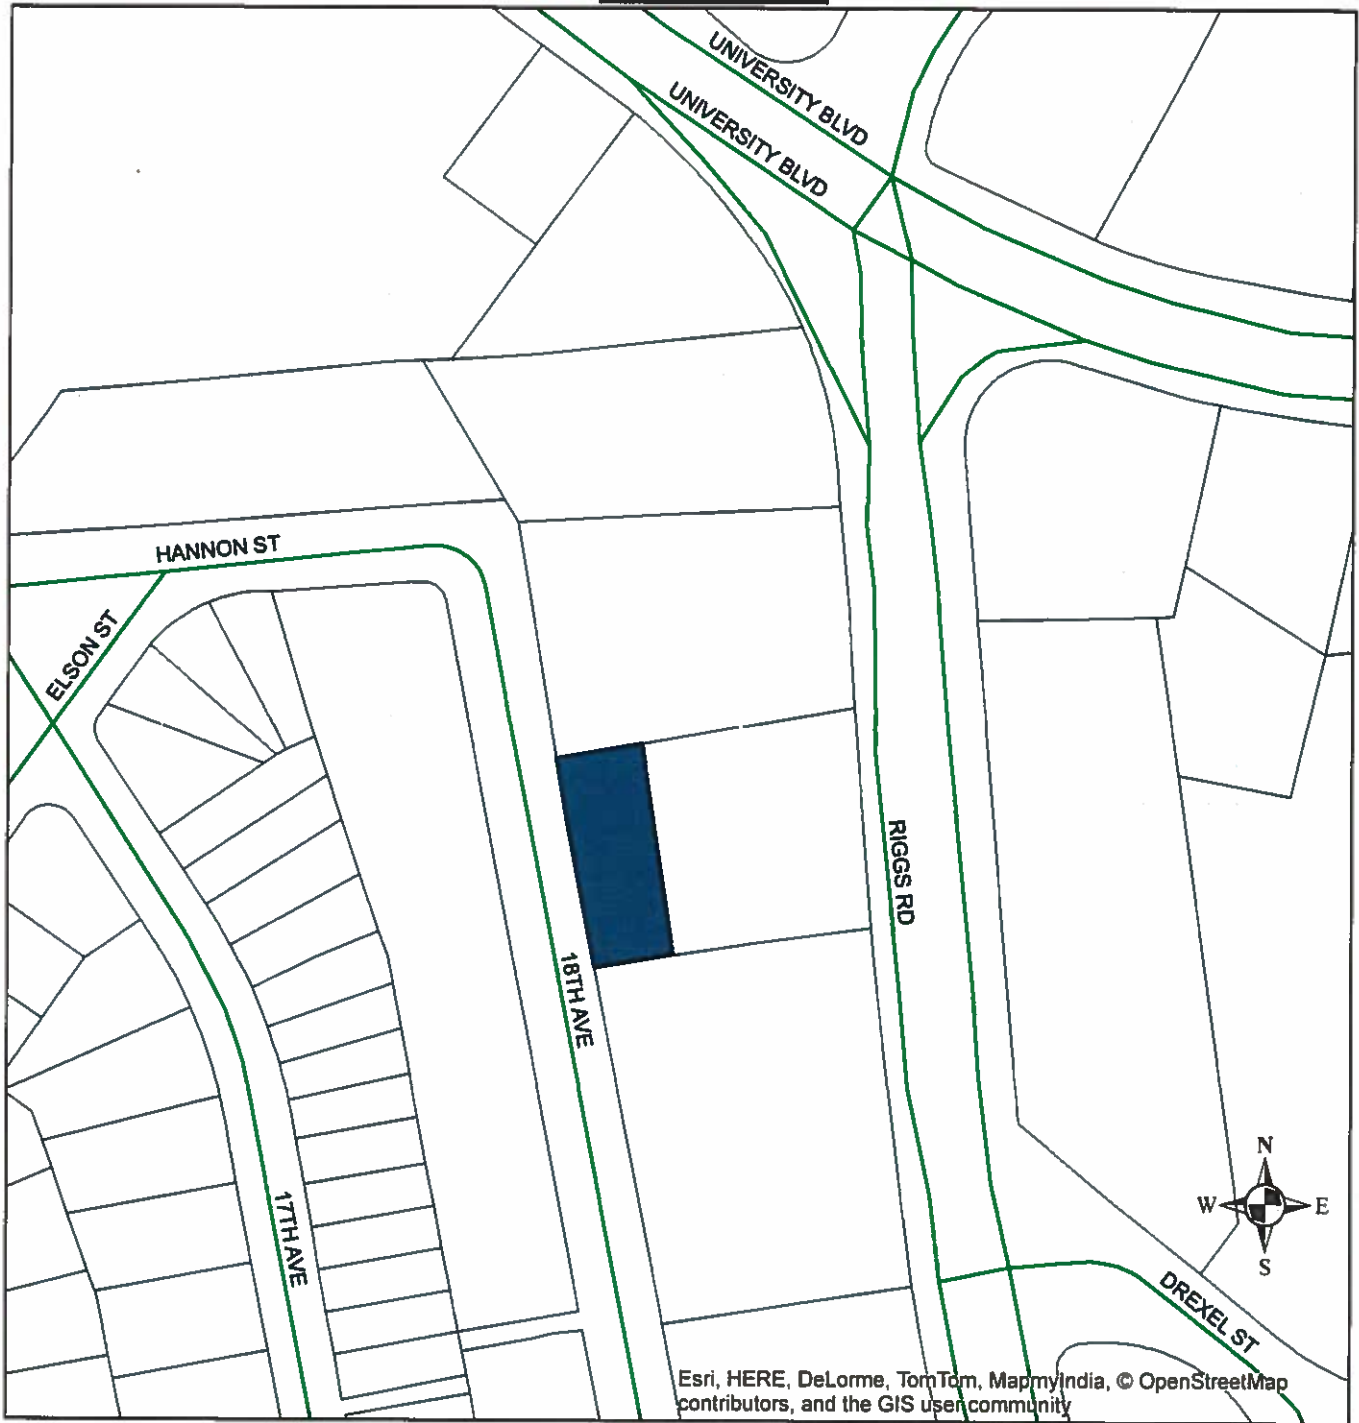 UNIVERSITY BLVD
UNIVERSITY BLVD
HANNON ST
ELSON ST
RIGGS RD
18TH AVE
17TH AVE
N
W E
S
DREXEL ST
Esri, HERE, DeLorme, TomTom, MapmyIndia, © OpenStreetMap
contributors, and the GIS user community